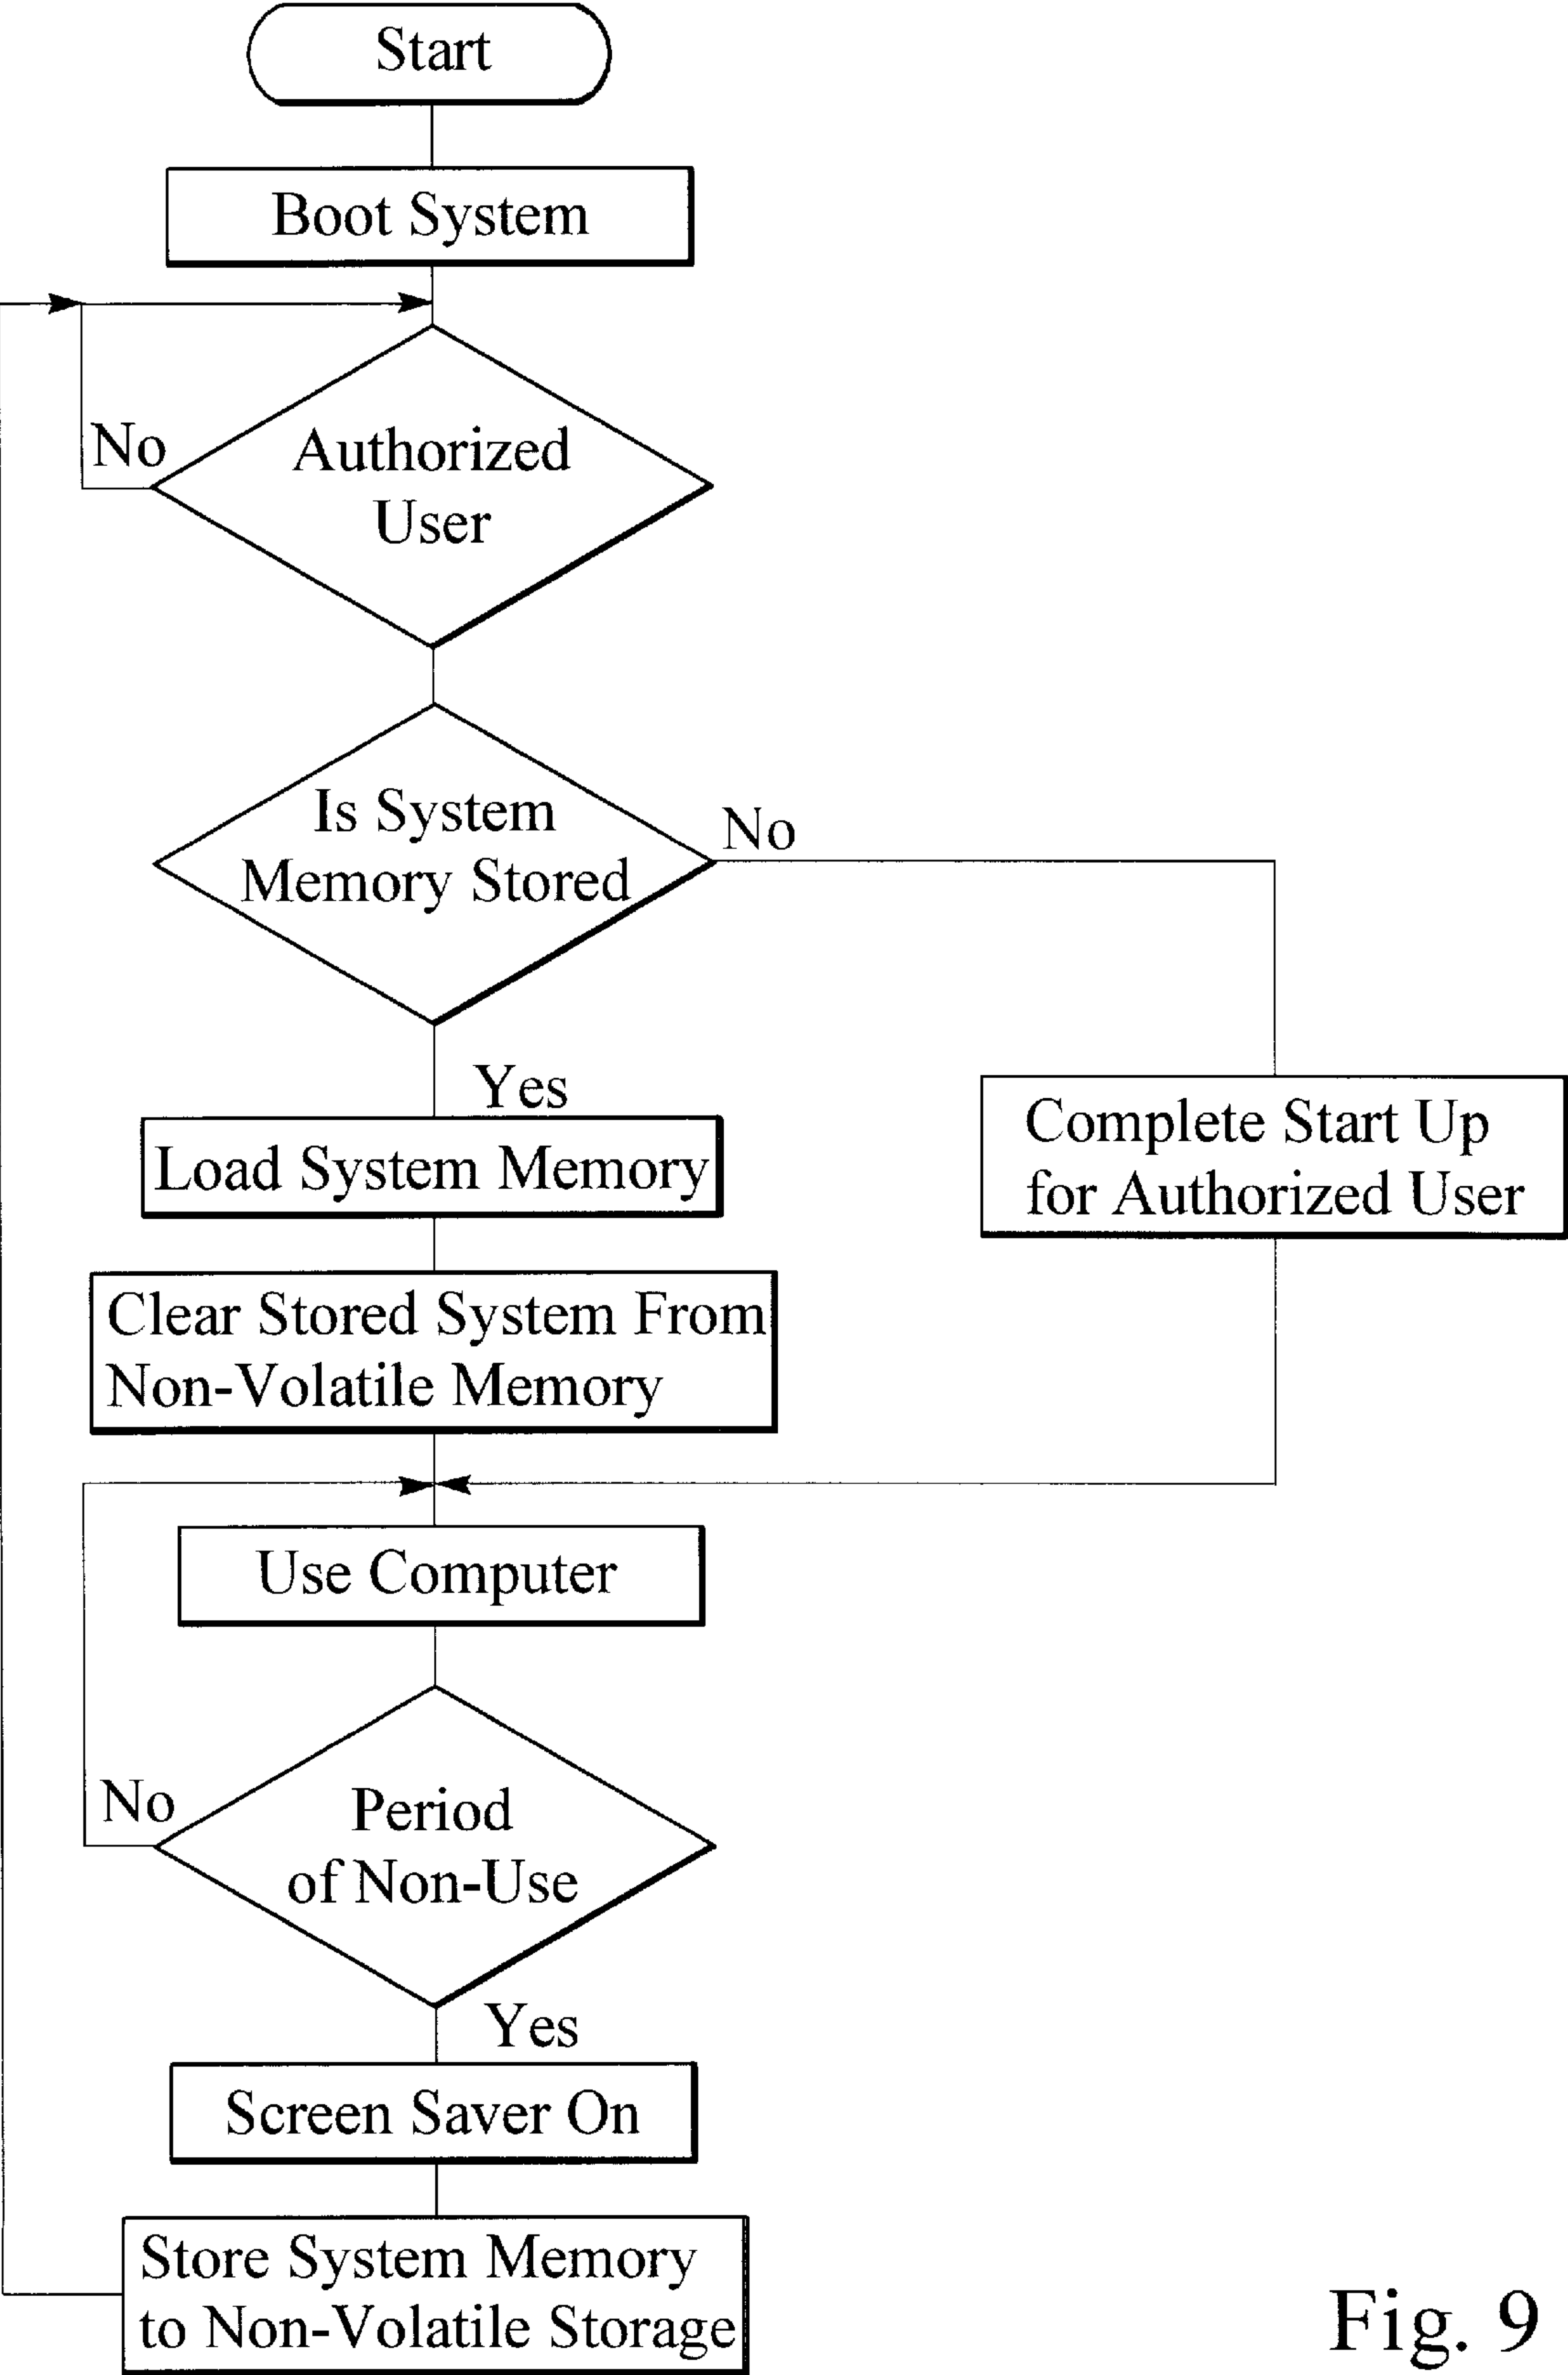 Start
Boot System
No
Authorized
User
Is System
Memory Stored
No
Yes
Load System Memory
Complete Start Up
for Authorized User
Clear Stored System From
Non-Volatile Memory
Use Computer
No
Period
of Non-Use
Yes
Screen Saver On
Store System Memory
to Non-Volatile Storage
Fig. 9